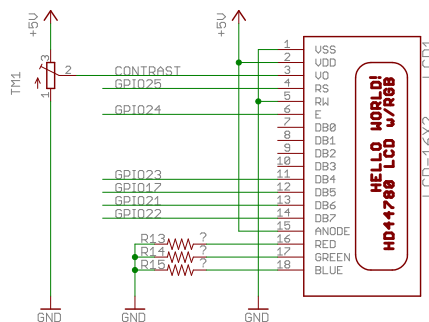 +5V
+5V
TM1
3
2
1
CONTRAST
GPIO25
GPIO24
GPIO23
GPIO17
GPIO21
GPIO22
R13 ?
R14 ?
R15 ?
1 VSS
2 VDD
3 VO
4 RS
5 RW
6 E
7 DB0
8 DB1
9 DB2
10 DB3
11 DB4
12 DB5
13 DB6
14 DB7
15 ANODE
16 RED
17 GREEN
18 BLUE
HELLO WORLD!
HD44780 LCD w/RGB
LCD1
LCD-16X2
GND
GND
GND